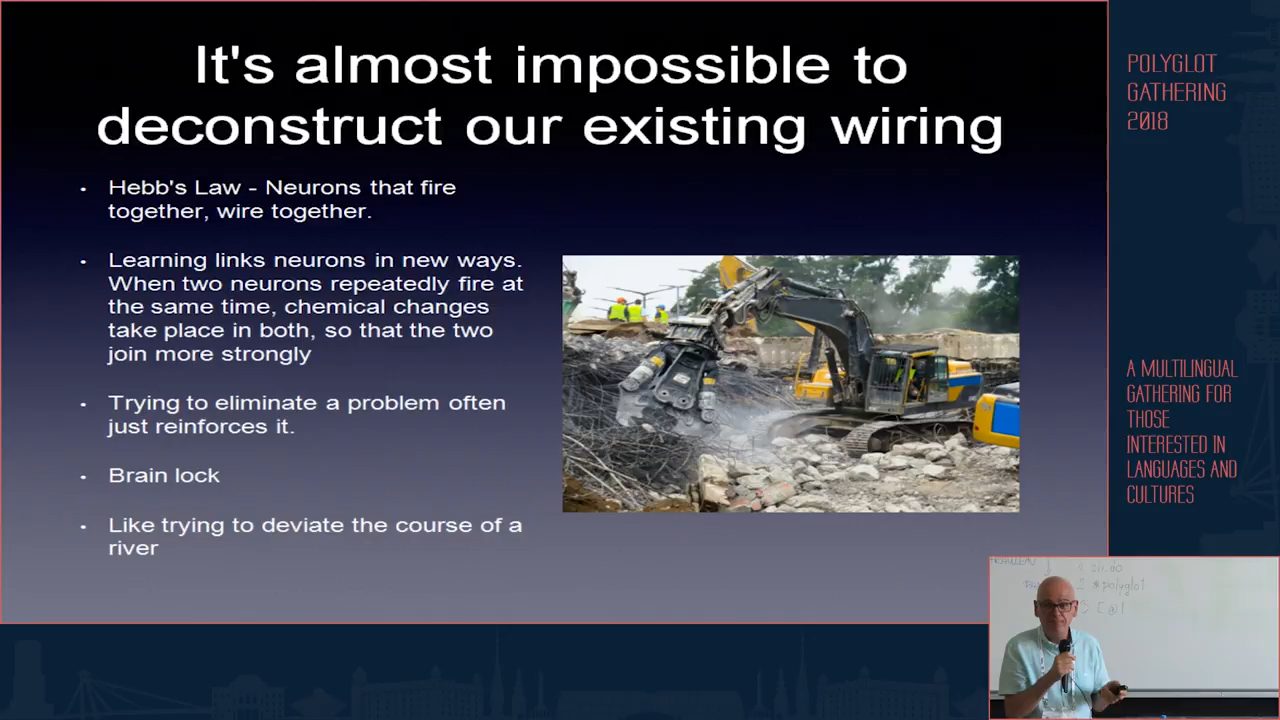 It's almost impossible to
deconstruct our existing wiring
• Hebb's Law - Neurons that fire
together, wire together.
• Learning links neurons in new ways.
When two neurons repeatedly fire at
the same time, chemical changes
take place in both, so that the two
join more strongly
• Trying to eliminate a problem often
just reinforces it.
• Brain lock
• Like trying to deviate the course of a
river
POLYGLOT
GATHERING
2018
A MULTILINGUAL
GATHERING FOR
THOSE
INTERESTED IN
LANGUAGES AND
CULTURES
*polyglot